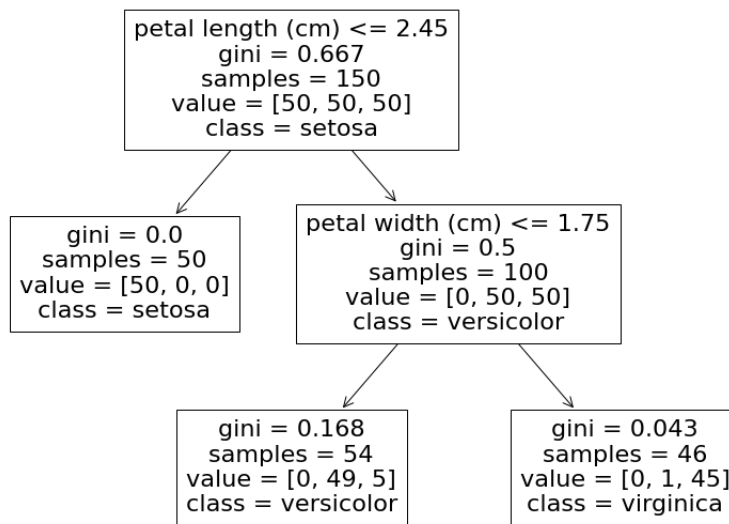 petal length (cm) <= 2.45
gini = 0.667
samples = 150
value = [50, 50, 50]
class = setosa
gini = 0.0
samples = 50
value = [50, 0, 0]
class = setosa
petal width (cm) <= 1.75
gini = 0.5
samples = 100
value = [0, 50, 50]
class = versicolor
gini = 0.168
samples = 54
value = [0, 49, 5]
class = versicolor
gini = 0.043
samples = 46
value = [0, 1, 45]
class = virginica